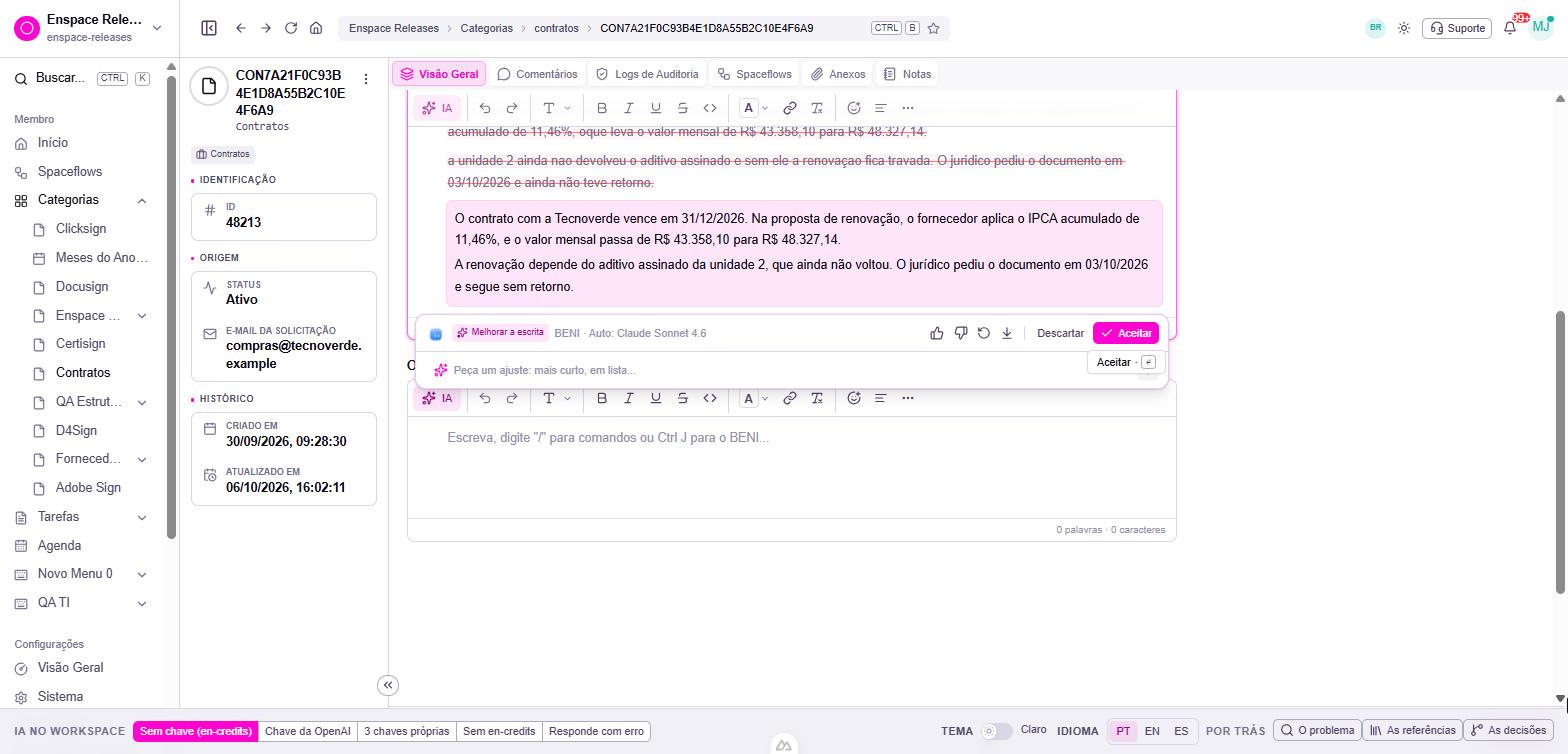 Enspace Rele...
enspace-releases
Enspace Releases
Categorias
contratos
CON7A21F0C93B4E1D8A55B2C10E4F6A9
CTRL
B
BR
Suporte
99+
MJ
Buscar...
CTRL
K
Membro
Início
Spaceflows
Categorias
Clicksign
Meses do Ano...
Docusign
Enspace ...
Certisign
Contratos
QA Estrut...
D4Sign
Forneced...
Adobe Sign
Tarefas
Agenda
Novo Menu 0
QA TI
Configurações
Visão Geral
Sistema
CON7A21F0C93B
4E1D8A55B2C10E
4F6A9
Contratos
Contratos
IDENTIFICAÇÃO
ID
48213
ORIGEM
STATUS
Ativo
E-MAIL DA SOLICITAÇÃO
compras@tecnoverde.
example
HISTÓRICO
CRIADO EM
30/09/2026, 09:28:30
ATUALIZADO EM
06/10/2026, 16:02:11
Visão Geral
Comentários
Logs de Auditoria
Spaceflows
Anexos
Notas
IA
T
B
I
U
S
A
acumulado de 11,46%, oque leva o valor mensal de R$ 43.358,10 para R$ 48.327,14.
a unidade 2 ainda nao devolveu o aditivo assinado e sem ele a renovaçao fica travada. O juridico pediu o documento em
03/10/2026 e ainda não teve retorno.
O contrato com a Tecnoverde vence em 31/12/2026. Na proposta de renovação, o fornecedor aplica o IPCA acumulado de
11,46%, e o valor mensal passa de R$ 43.358,10 para R$ 48.327,14.
A renovação depende do aditivo assinado da unidade 2, que ainda não voltou. O jurídico pediu o documento em 03/10/2026
e segue sem retorno.
Melhorar a escrita
BENI · Auto: Claude Sonnet 4.6
Descartar
Aceitar
Peça um ajuste: mais curto, em lista...
Aceitar ·
IA
T
B
I
U
S
A
Escreva, digite "/" para comandos ou Ctrl J para o BENI...
0 palavras · 0 caracteres
IA NO WORKSPACE
Sem chave (en-credits)
Chave da OpenAI
3 chaves próprias
Sem en-credits
Responde com erro
TEMA
Claro
IDIOMA
PT
EN
ES
POR TRÁS
O problema
As referências
As decisões